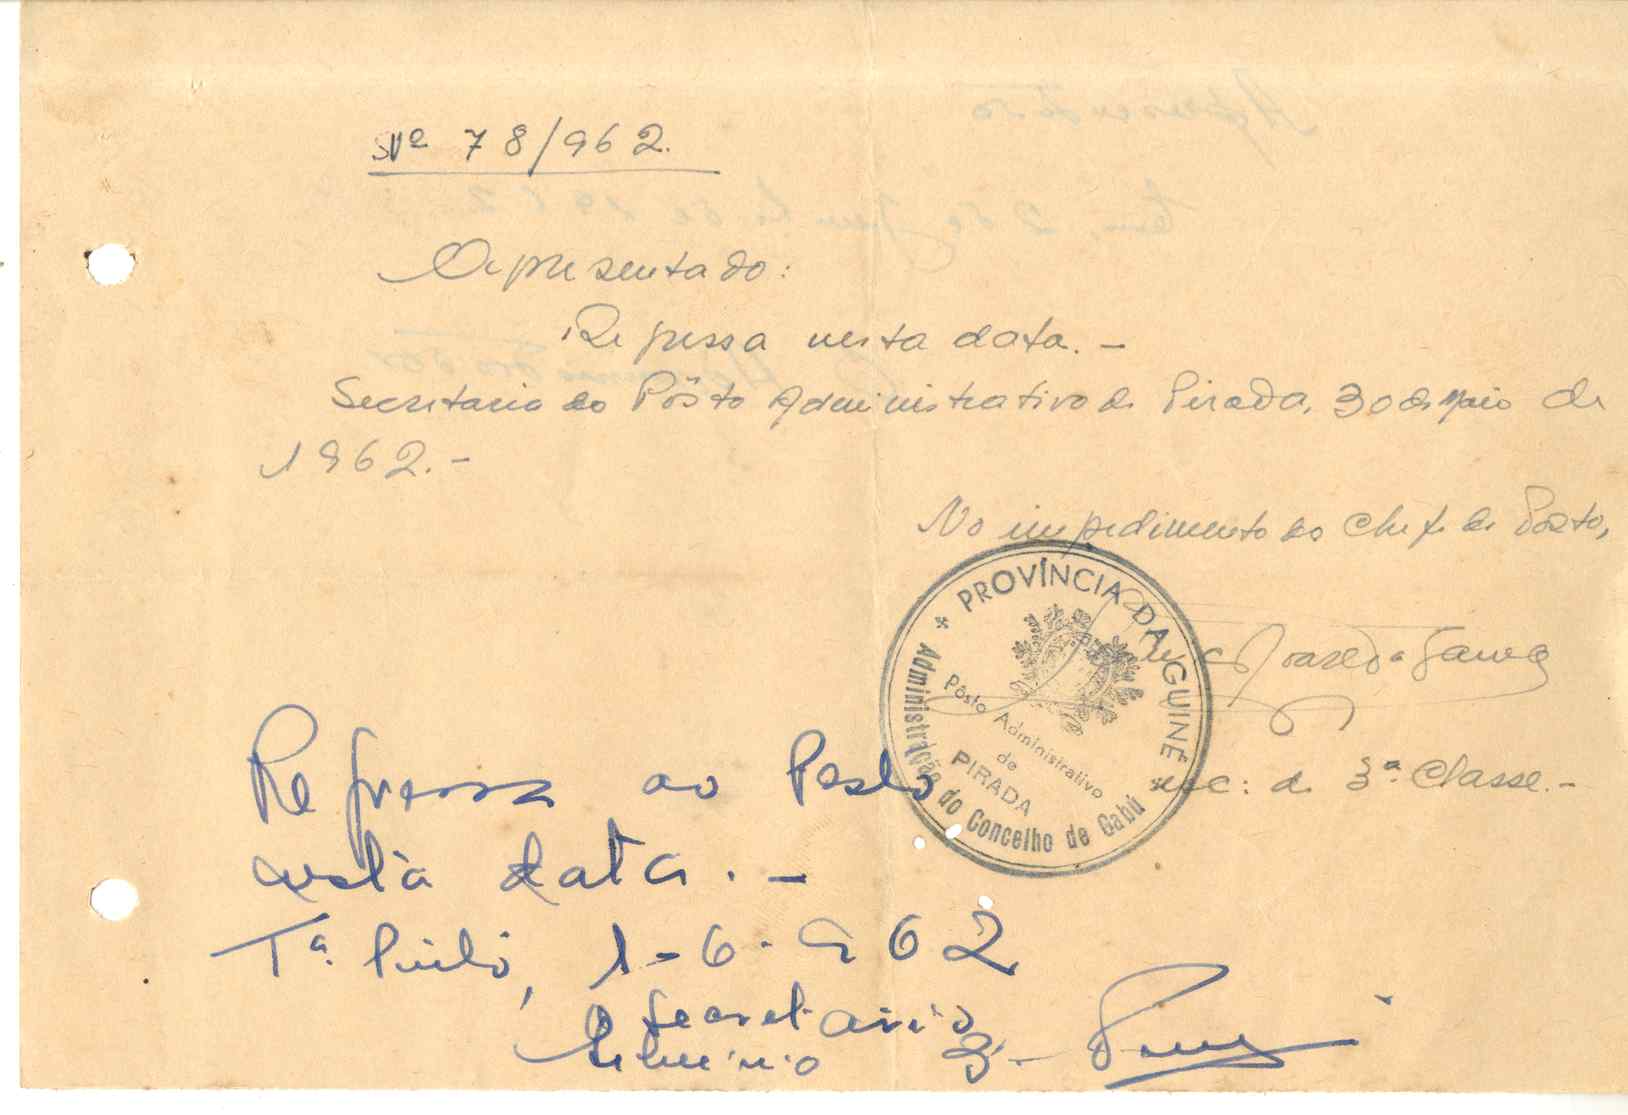 Nº 78/962.
Apresentado:
Regressa nesta data. -
Secretaria do Pôsto Administrativo de Pirada, 30 de Maio de
1962. -
No impedimento do Chefe de Posto,
PROVÍNCIA DA GUINÉ
Administração do Concelho de Gabú
Pôsto Administrativo
de
PIRADA
Gama
de 3ª. Classe. -
Regressa ao Posto
nesta data. -
1-6-962
O Secretário